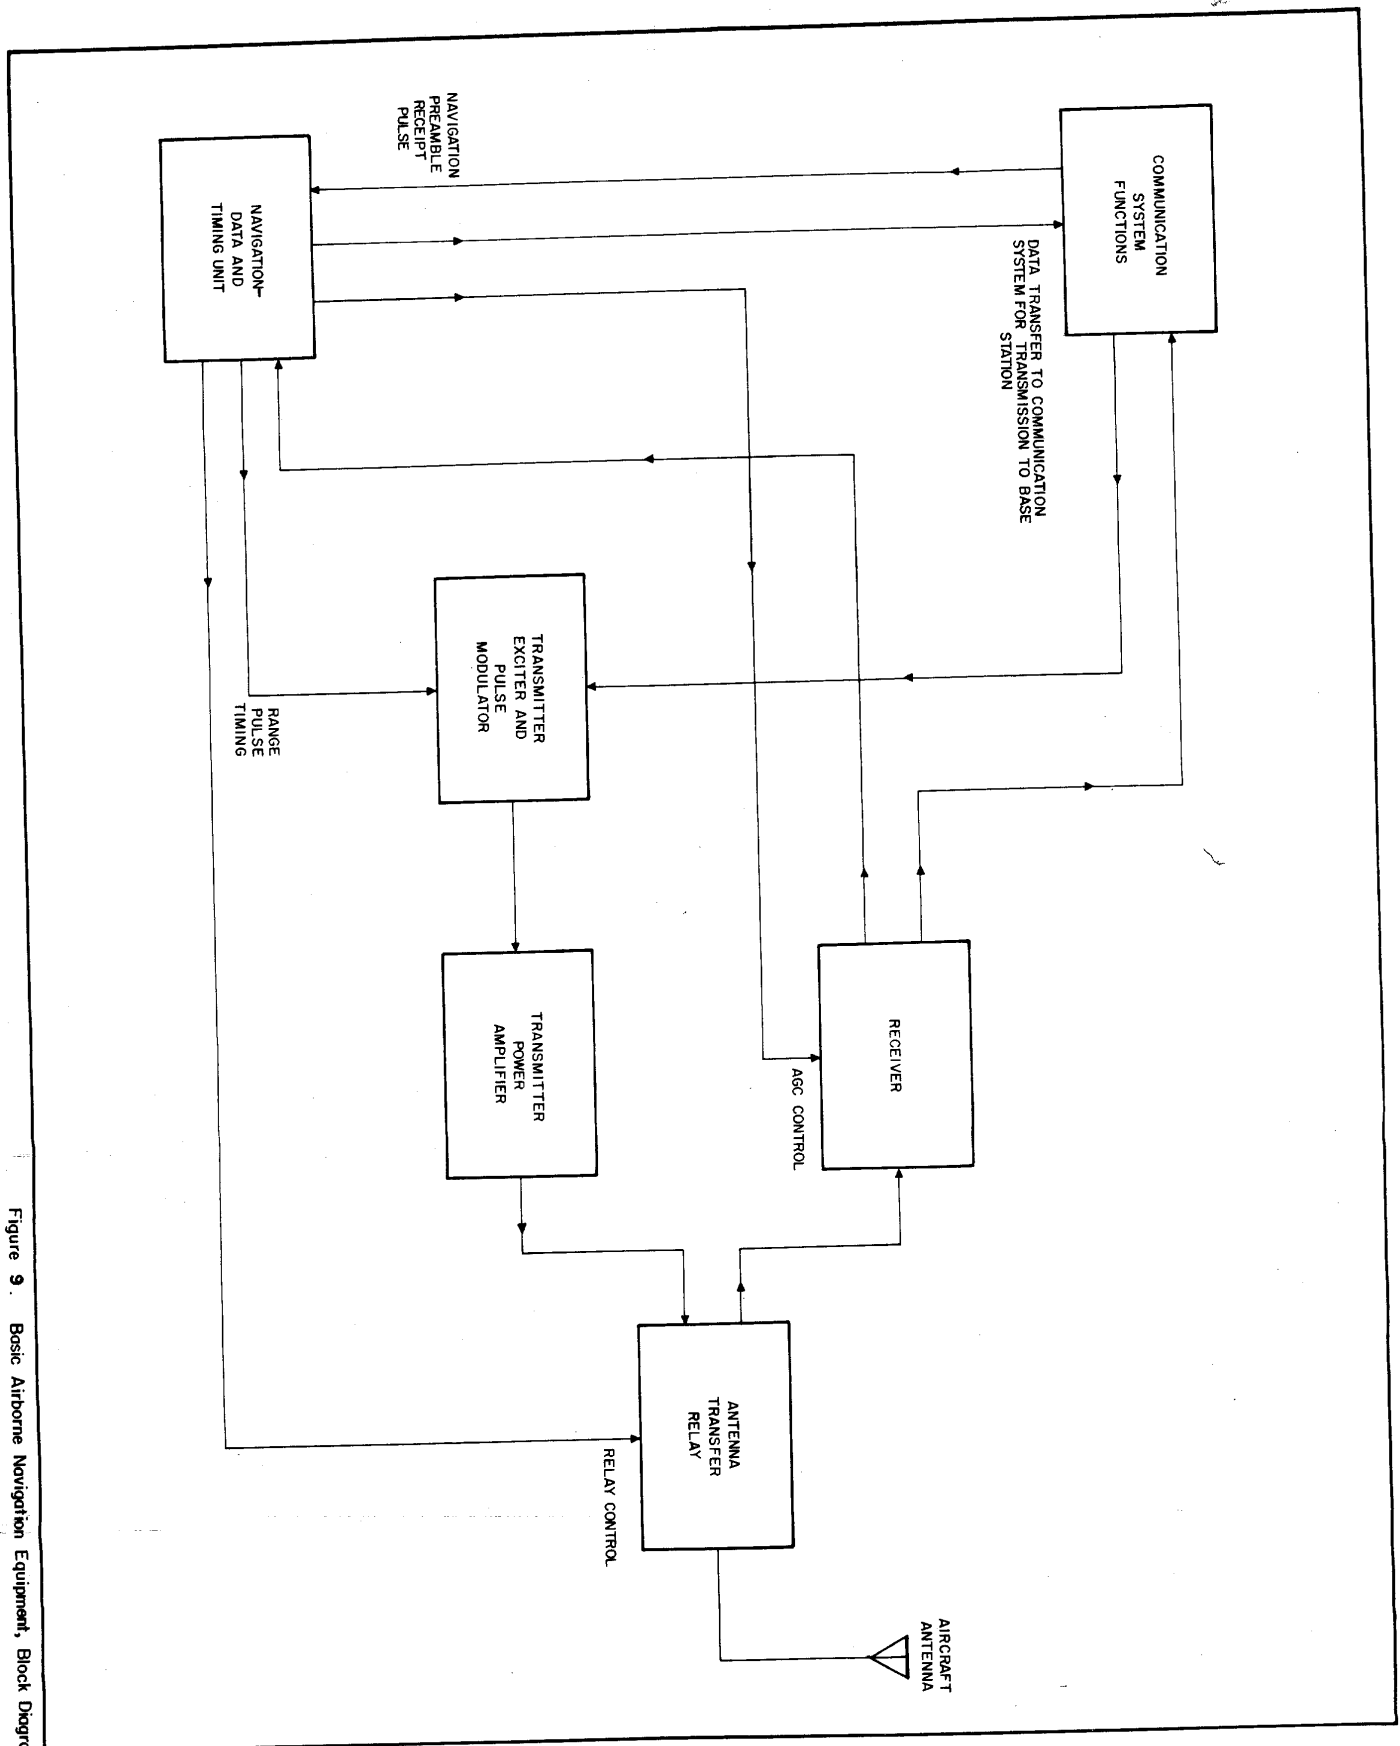 COMMUNICATION
SYSTEM
FUNCTIONS
DATA TRANSFER TO COMMUNICATION
SYSTEM FOR TRANSMISSION TO BASE
STATION
NAVIGATION
PREAMBLE
RECEIPT
PULSE
NAVIGATION-
DATA AND
TIMING UNIT
RECEIVER
AGC CONTROL
TRANSMITTER
EXCITER AND
PULSE
MODULATOR
RANGE
PULSE
TIMING
TRANSMITTER
POWER
AMPLIFIER
ANTENNA
TRANSFER
RELAY
RELAY CONTROL
AIRCRAFT
ANTENNA
Figure 9. Basic Airborne Navigation Equipment, Block Diagr